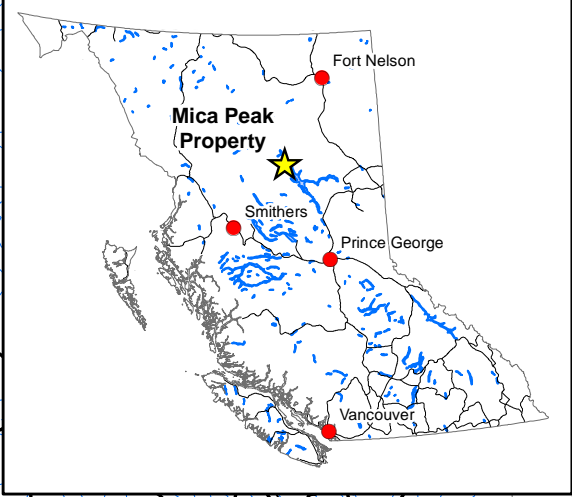 Fort Nelson
Mica Peak
Property
Smithers
Prince George
Vancouver